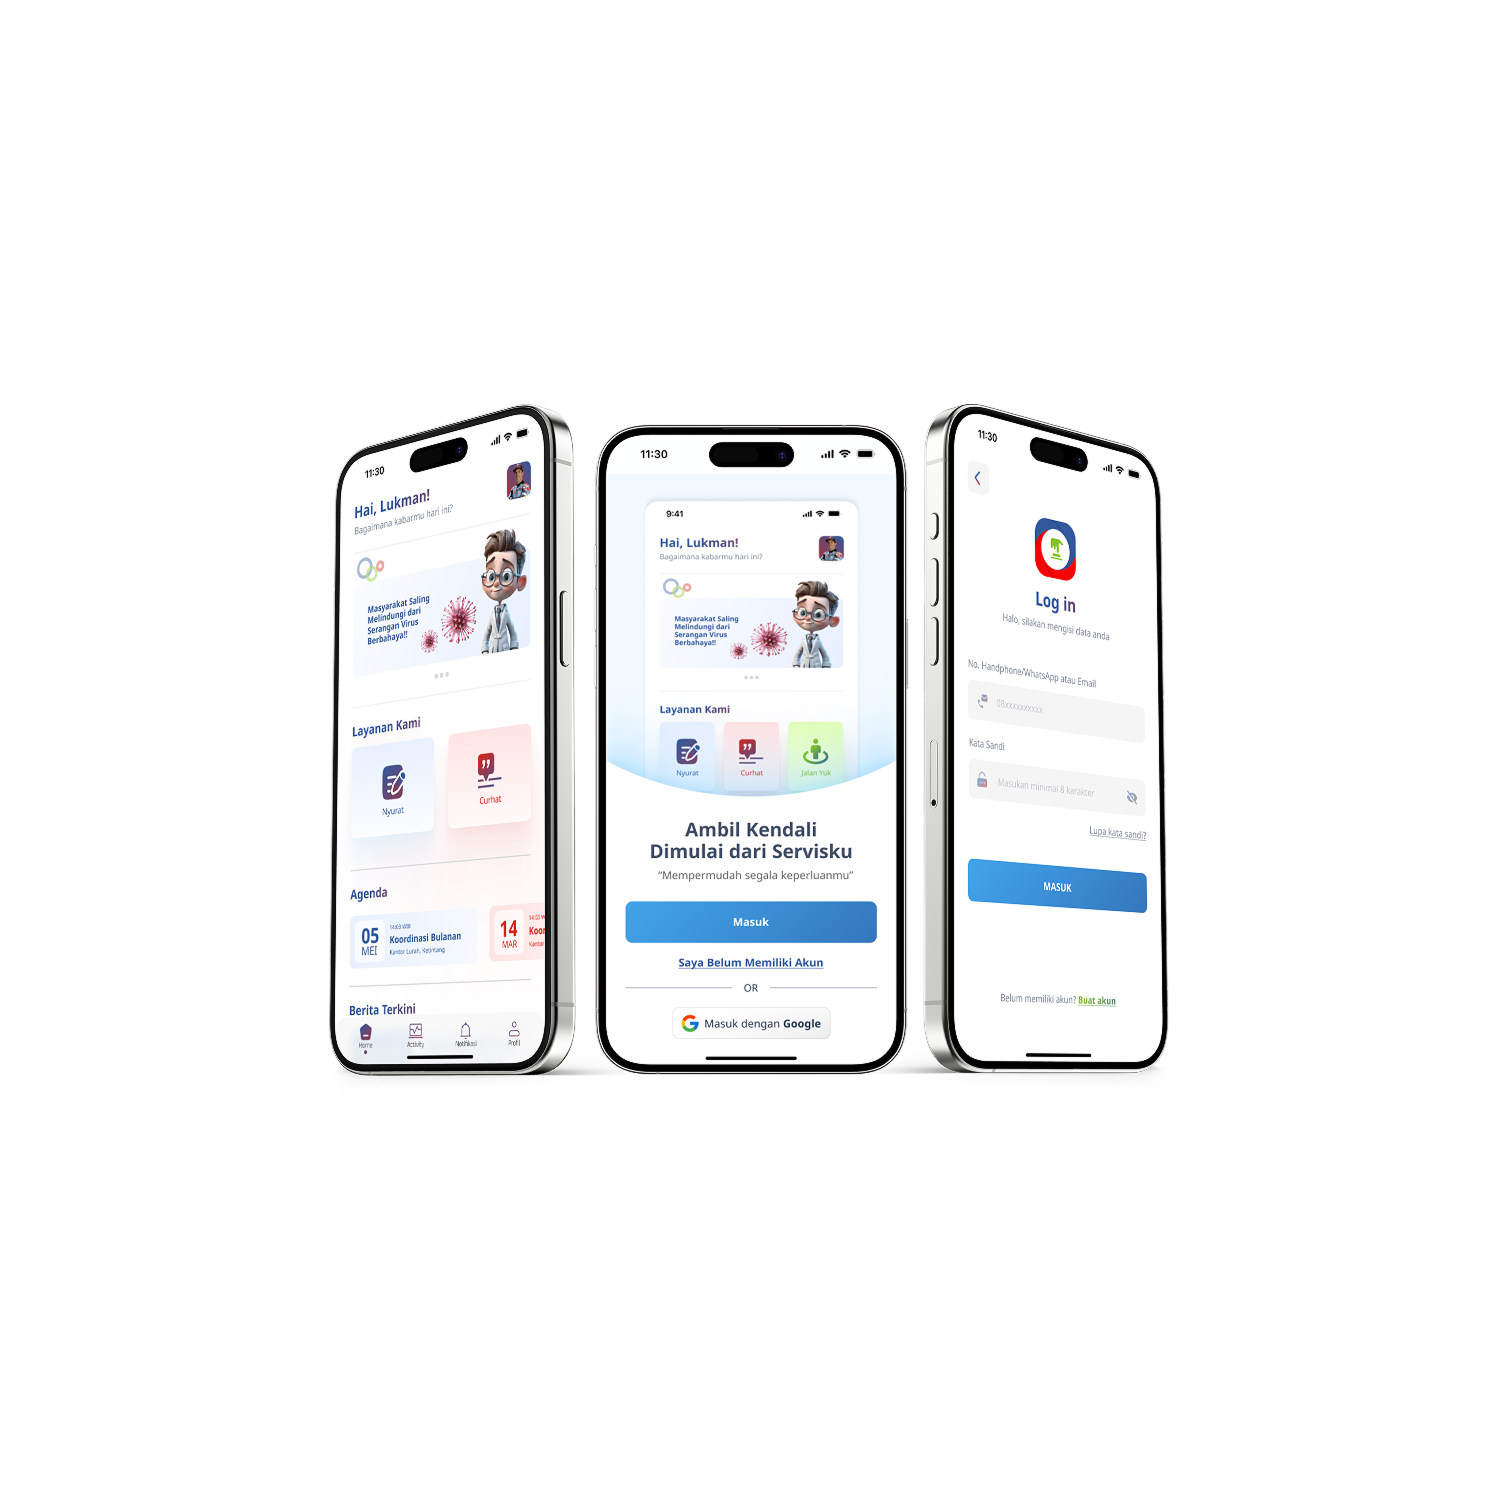 11:30
Hai, Lukman!
Bagaimana kabarmu hari ini?
Masyarakat Saling
Melindungi dari
Serangan Virus
Berbahaya!!
Layanan Kami
Nyurat
Curhat
Agenda
05
MEI
14:03 WIB
Koordinasi Bulanan
Kantor Lurah, Ketintang
14
MAR
14:03 W
Koor
Kantor
Berita Terkini
Home
Activity
Notifikasi
Profil
11:30
9:41
Hai, Lukman!
Bagaimana kabarmu hari ini?
Masyarakat Saling
Melindungi dari
Serangan Virus
Berbahaya!!
Layanan Kami
Nyurat
Curhat
Jalan Yuk
Ambil Kendali
Dimulai dari Servisku
“Mempermudah segala keperluanmu”
Masuk
Saya Belum Memiliki Akun
OR
Masuk dengan Google
11:30
Log in
Halo, silakan mengisi data anda
No. Handphone/WhatsApp atau Email
08xxxxxxxxxx
Kata Sandi
Masukan minimal 8 karakter
Lupa kata sandi?
MASUK
Belum memiliki akun? Buat akun